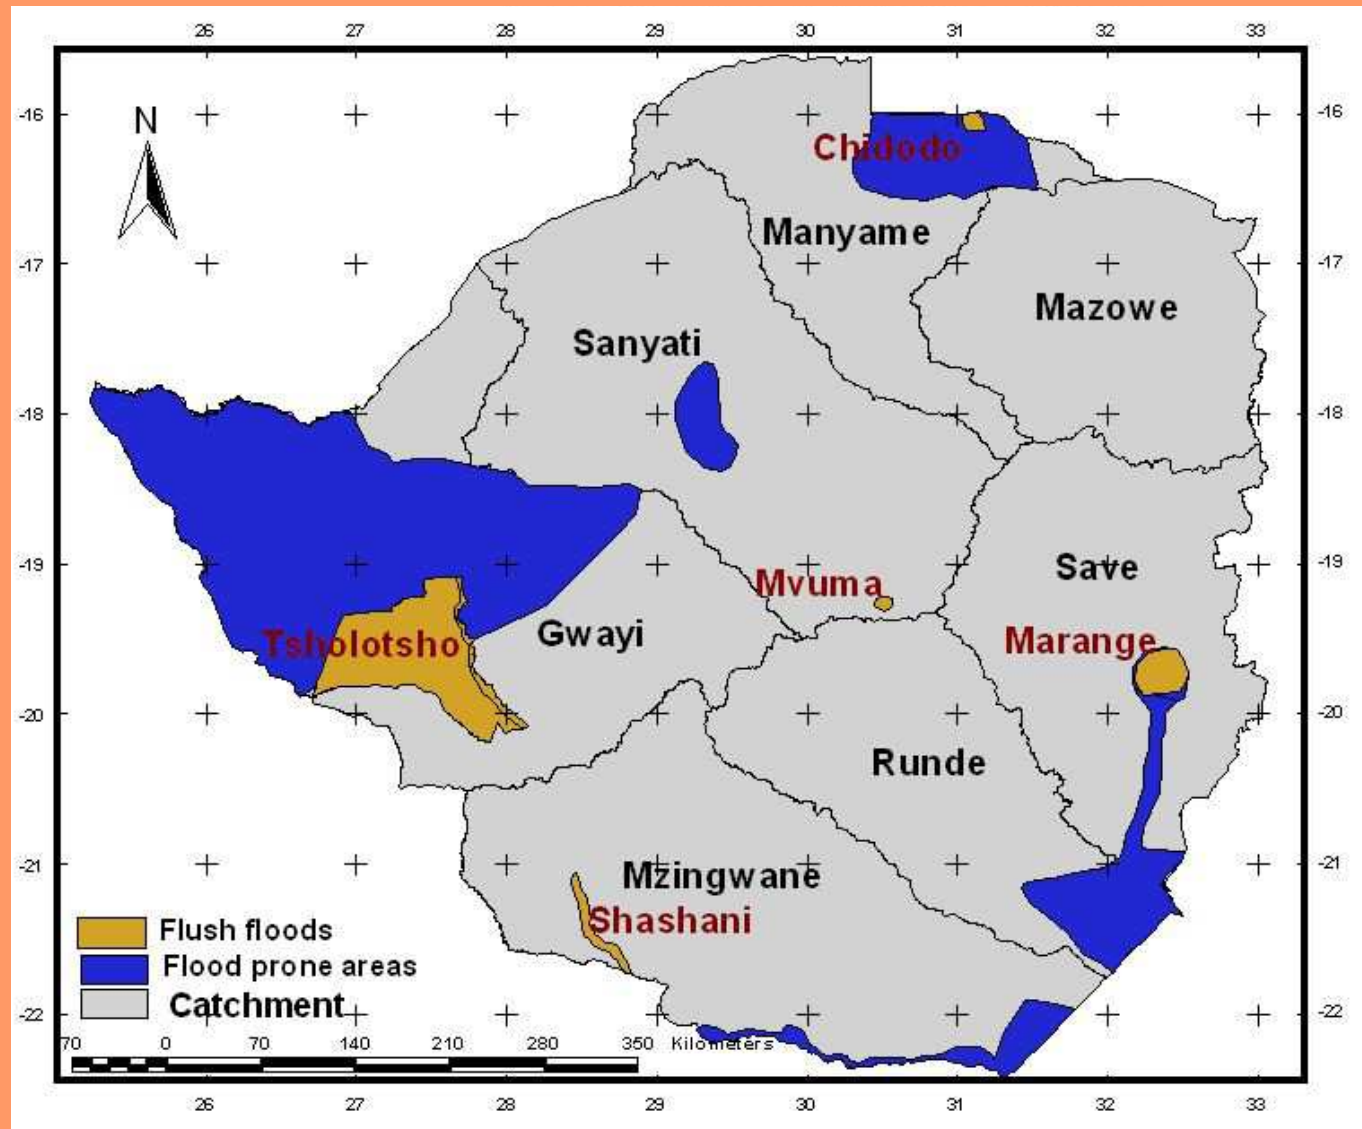 26 27 28 29 30 31 32 33
N
-16 -16
Chidodo
Manyame
-17 -17
Mazowe
Sanyati
-18 -18
-19 -19
Save
Mvuma
Tsholotsho
Gwayi
Marange
-20 -20
Runde
-21 -21
Mzingwane
Shashani
Flush floods
Flood prone areas
Catchment
-22 -22
70 0 70 140 210 280 350 Kilometers
26 27 28 29 30 31 32 33